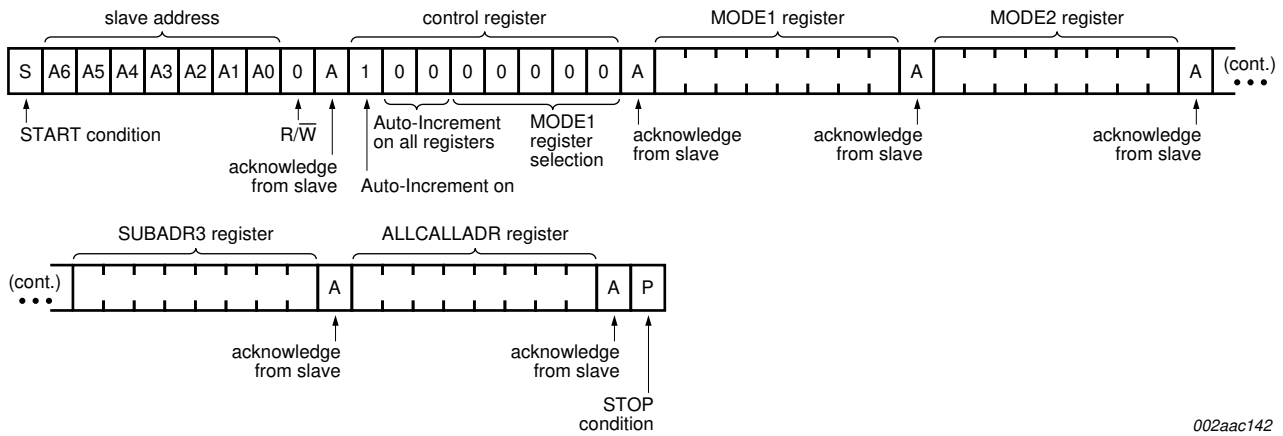 slave address control register MODE1 register MODE2 register
S A6 A5 A4 A3 A2 A1 A0 0 A 1 0 0 0 0 0 0 0 A A A (cont.)
START condition R/W̅ Auto-Increment MODE1 acknowledge acknowledge acknowledge
on all registers register from slave from slave from slave
acknowledge selection
from slave Auto-Increment on
SUBADR3 register ALLCALLADR register
(cont.) A A P
acknowledge acknowledge
from slave from slave
STOP
condition
002aac142